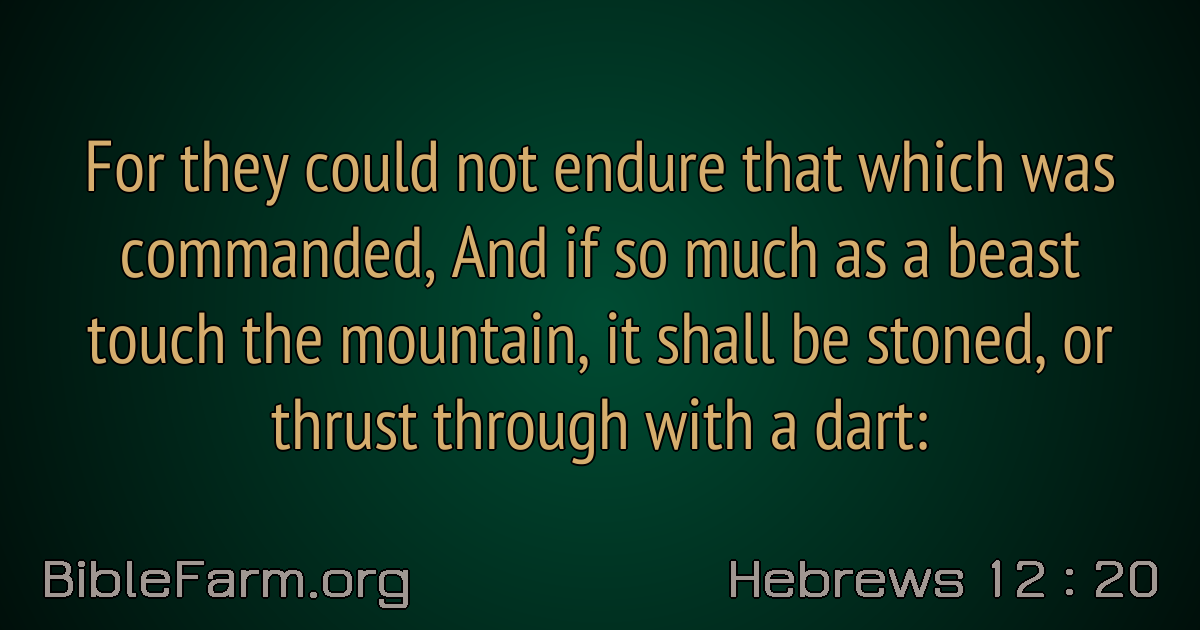 For they could not endure that which was
commanded, And if so much as a beast
touch the mountain, it shall be stoned, or
thrust through with a dart:
BibleFarm.org
Hebrews 12 : 20